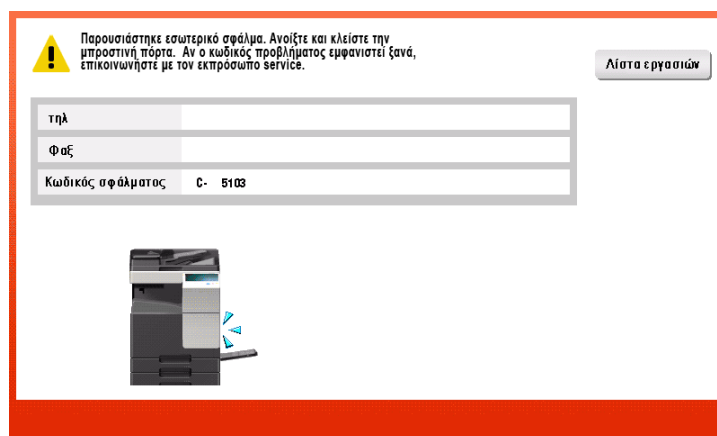 Παρουσιάστηκε εσωτερικό σφάλμα. Ανοίξτε και κλείστε την
μπροστινή πόρτα. Αν ο κωδικός προβλήματος εμφανιστεί ξανά,
επικοινωνήστε με τον εκπρόσωπο service.
Λίστα εργασιών
τηλ
Φαξ
Κωδικός σφάλματος C- 5103